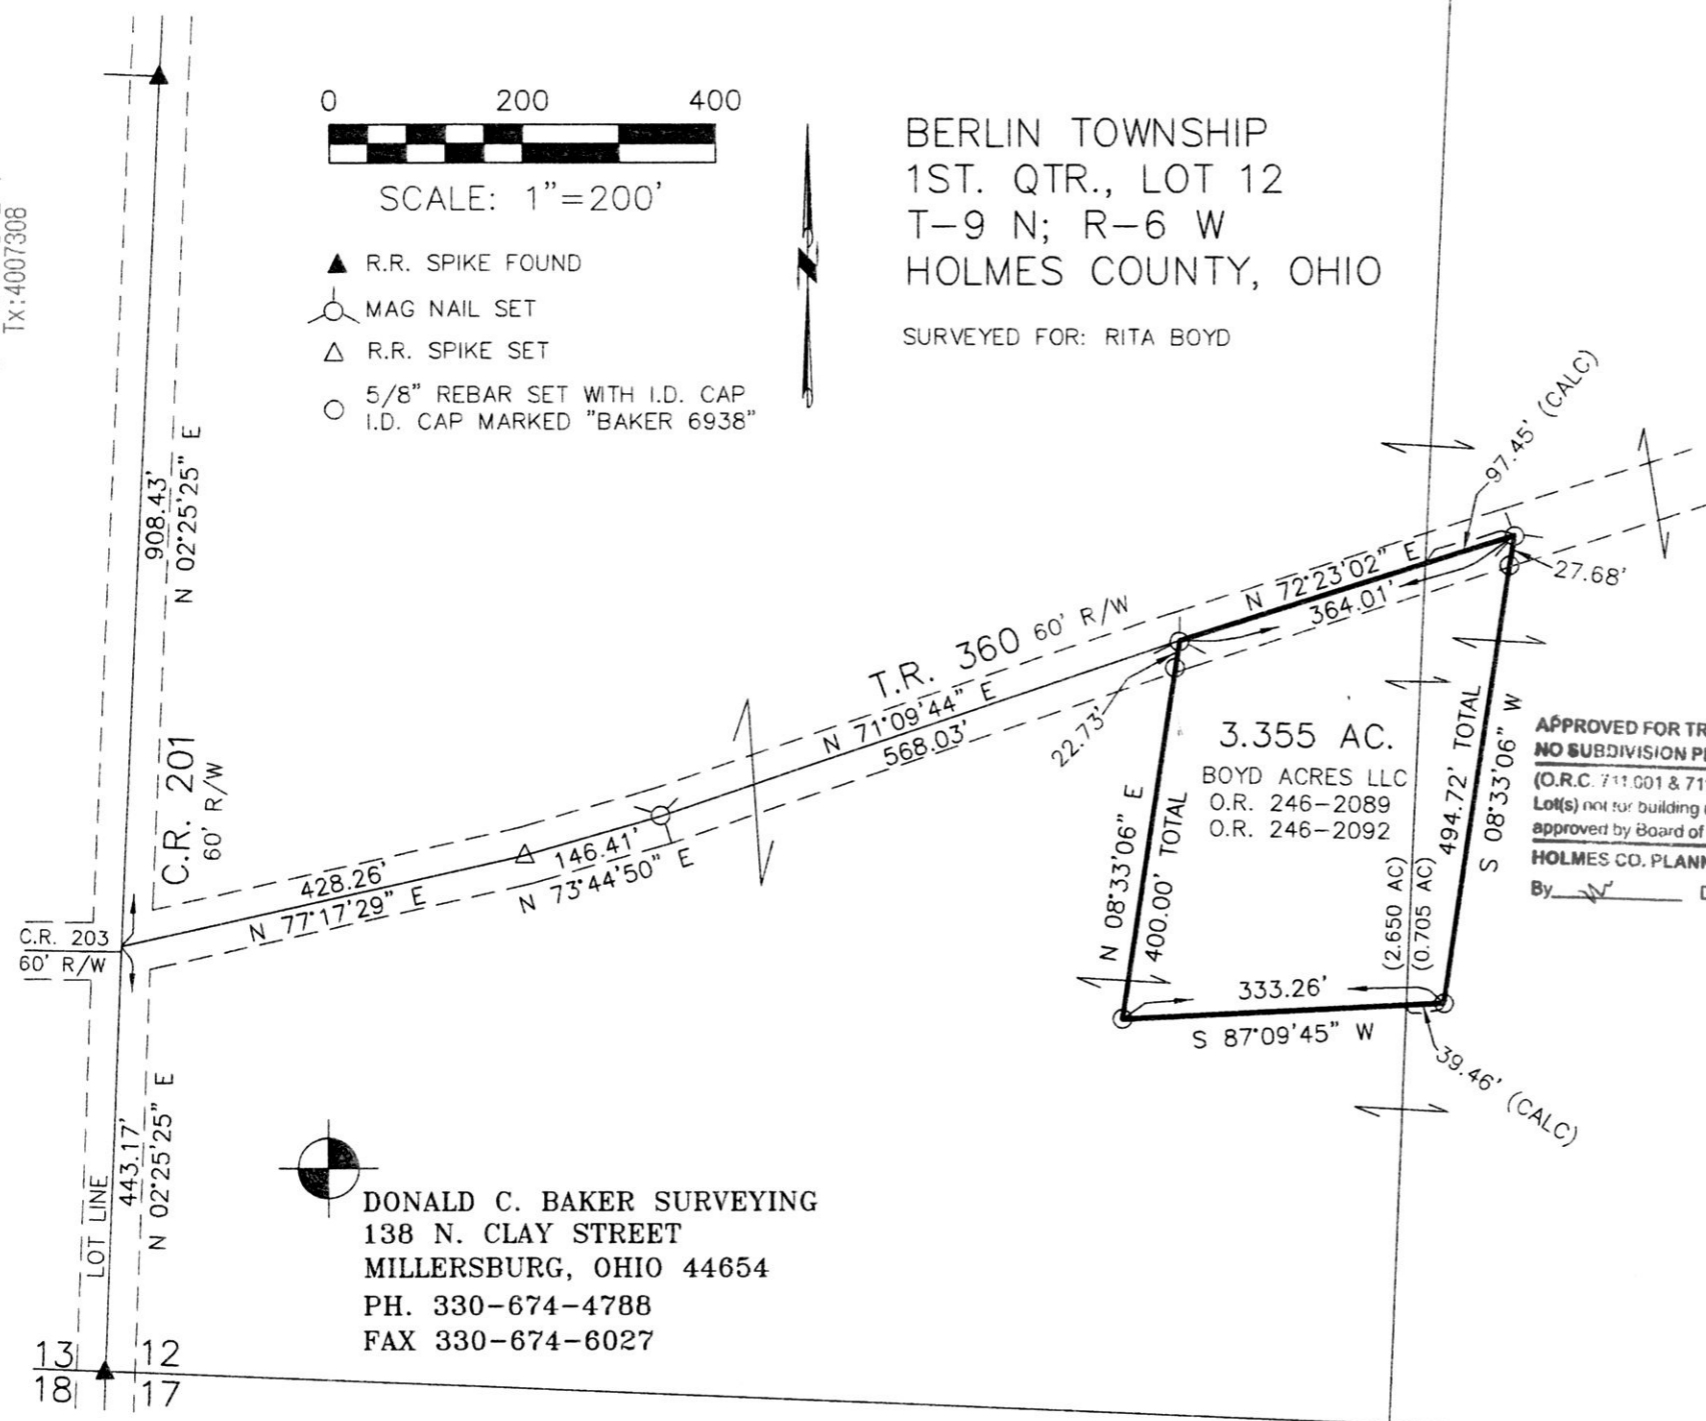 Tx:4007308
0 200 400
SCALE: 1"=200'
R.R. SPIKE FOUND
MAG NAIL SET
R.R. SPIKE SET
5/8" REBAR SET WITH I.D. CAP
I.D. CAP MARKED "BAKER 6938"
BERLIN TOWNSHIP
1ST. QTR., LOT 12
T-9 N; R-6 W
HOLMES COUNTY, OHIO
SURVEYED FOR: RITA BOYD
908.43'
N 02°25'25" E
C.R. 201
60' R/W
C.R. 203
60' R/W
428.26'
N 77°17'29" E
146.41'
N 73°44'50" E
T.R. 360 60' R/W
N 71°09'44" E
568.03'
N 72°23'02" E
364.01'
97.45' (CALC)
27.68'
22.73'
3.355 AC.
BOYD ACRES LLC
O.R. 246-2089
O.R. 246-2092
N 08°33'06" E
400.00' TOTAL
(2.650 AC)
(0.705 AC)
494.72' TOTAL
S 08°33'06" W
333.26'
S 87°09'45" W
39.46' (CALC)
APPROVED FOR TR
NO SUBDIVISION
(O.R.C. 711.001 & 71
Lot(s) not for building
approved by Board of
HOLMES CO. PLANN
By
LOT LINE
443.17'
N 02°25'25" E
DONALD C. BAKER SURVEYING
138 N. CLAY STREET
MILLERSBURG, OHIO 44654
PH. 330-674-4788
FAX 330-674-6027
13 12
18 17